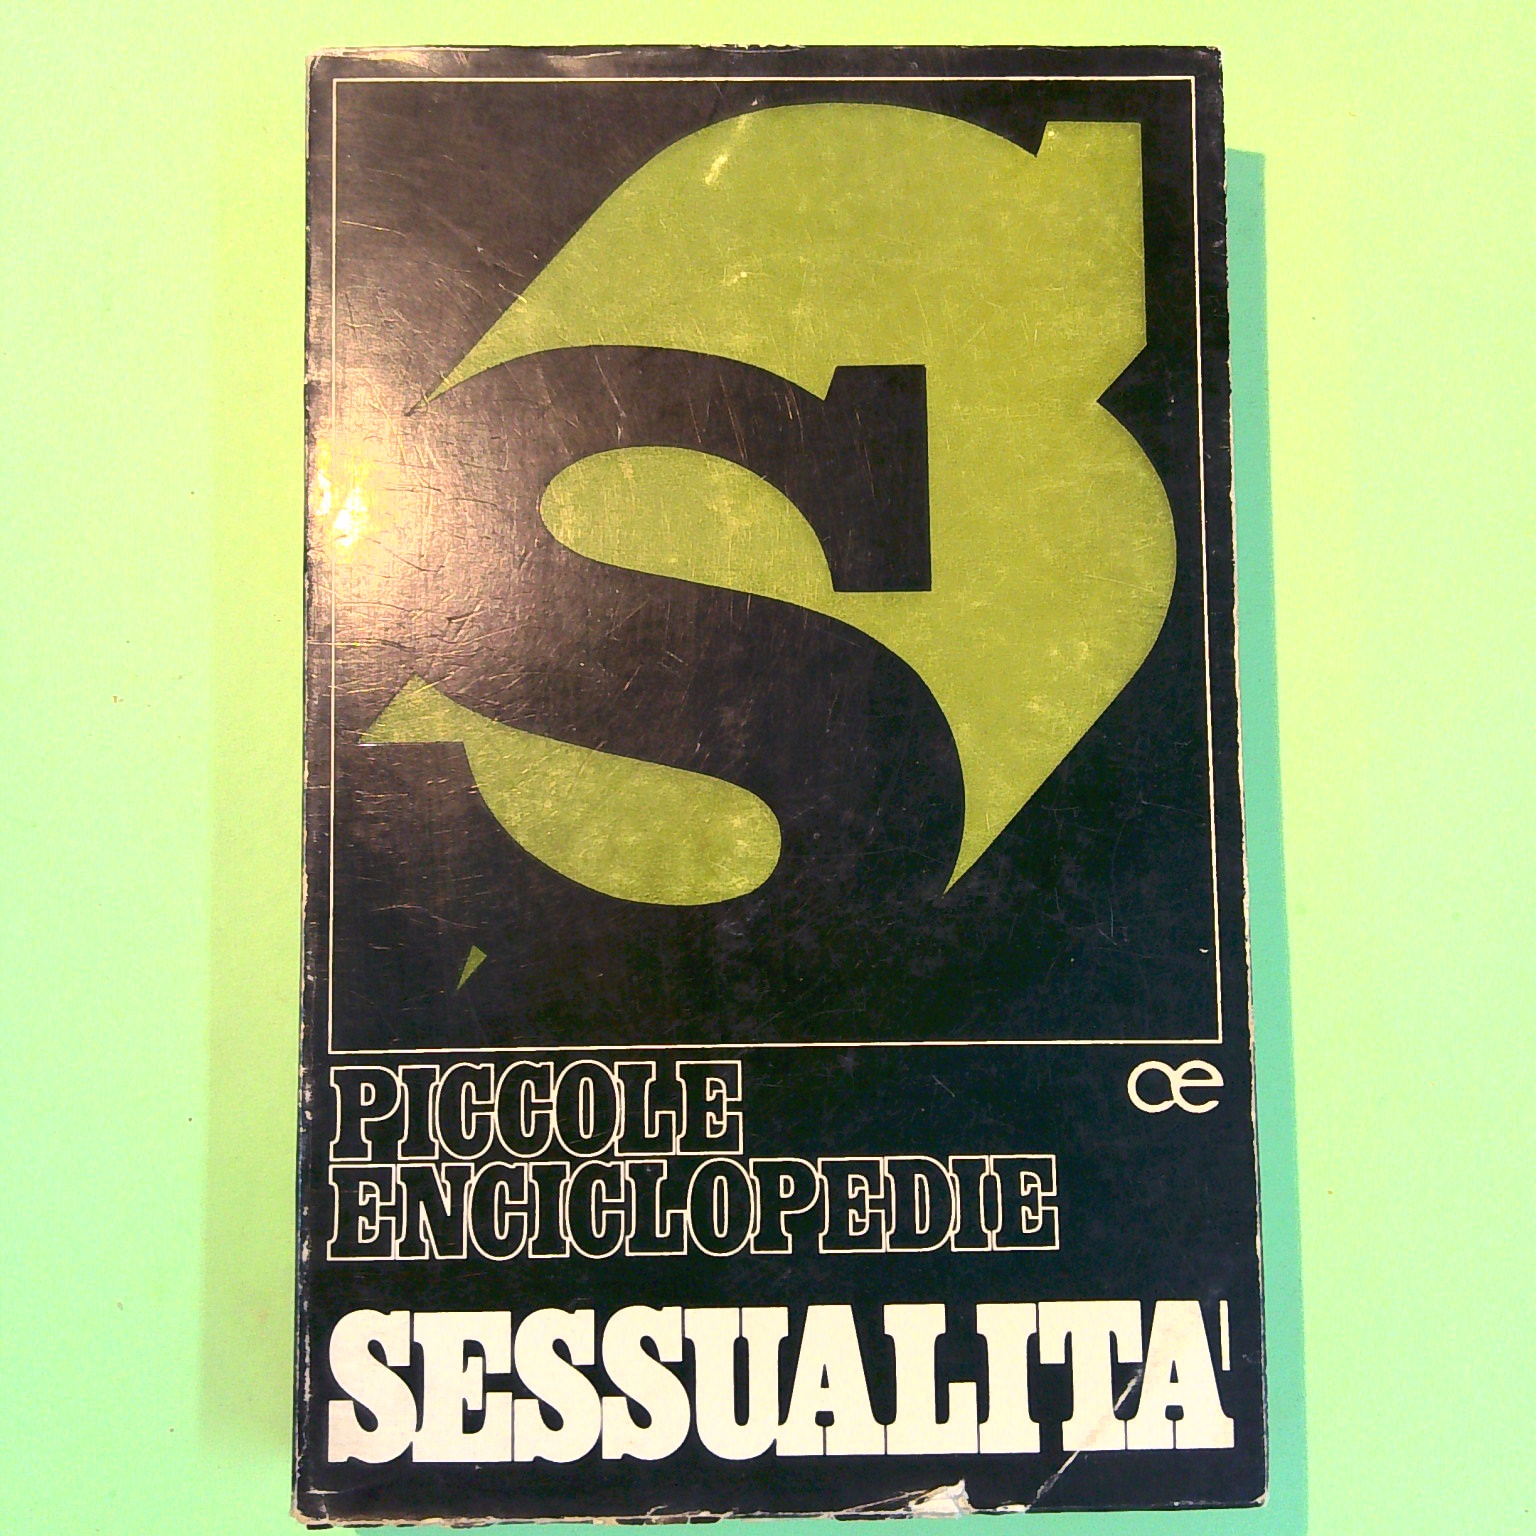 S
PICCOLE
œ
ENCICLOPEDIE
SESSUALITA'